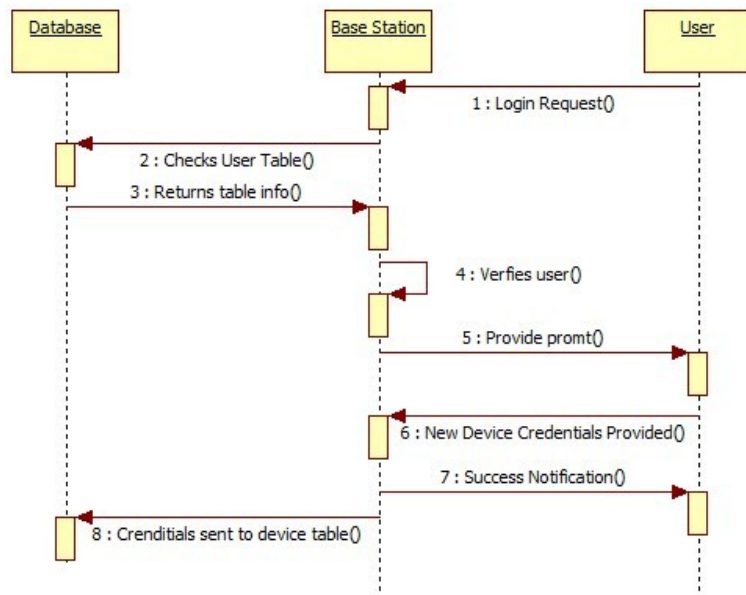 Database
Base Station
User
1 : Login Request()
2 : Checks User Table()
3 : Returns table info()
4 : Verfies user()
5 : Provide promt()
6 : New Device Credentials Provided()
7 : Success Notification()
8 : Crenditials sent to device table()